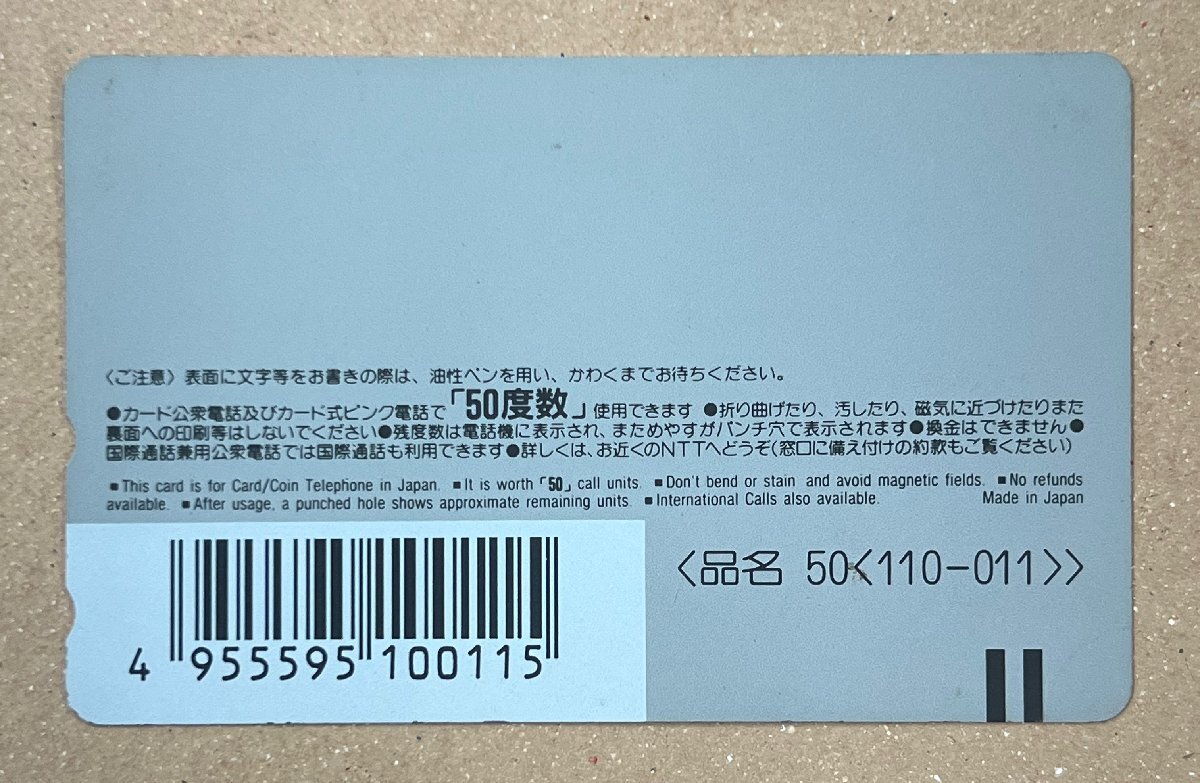 〈ご注意〉表面に文字等をお書きの際は、油性ペンを用い、かわくまでお待ちください。
●カード公衆電話及びカード式ピンク電話で「50度数」使用できます ●折り曲げたり、汚したり、磁気に近づけたりまた
裏面への印刷等はしないでください●残度数は電話機に表示され、まためやすがパンチ穴で表示されます●換金はできません●
国際通話兼用公衆電話では国際通話も利用できます●詳しくは、お近くのNTTへどうぞ(窓口に備え付けの約款もご覧ください)
■This card is for Card/Coin Telephone in Japan. ■It is worth「50」call units. ■Don't bend or stain and avoid magnetic fields. ■No refunds
available. ■After usage, a punched hole shows approximate remaining units. ■International Calls also available. Made in Japan
〈品名 50〈110-011〉〉
4 955595 100115